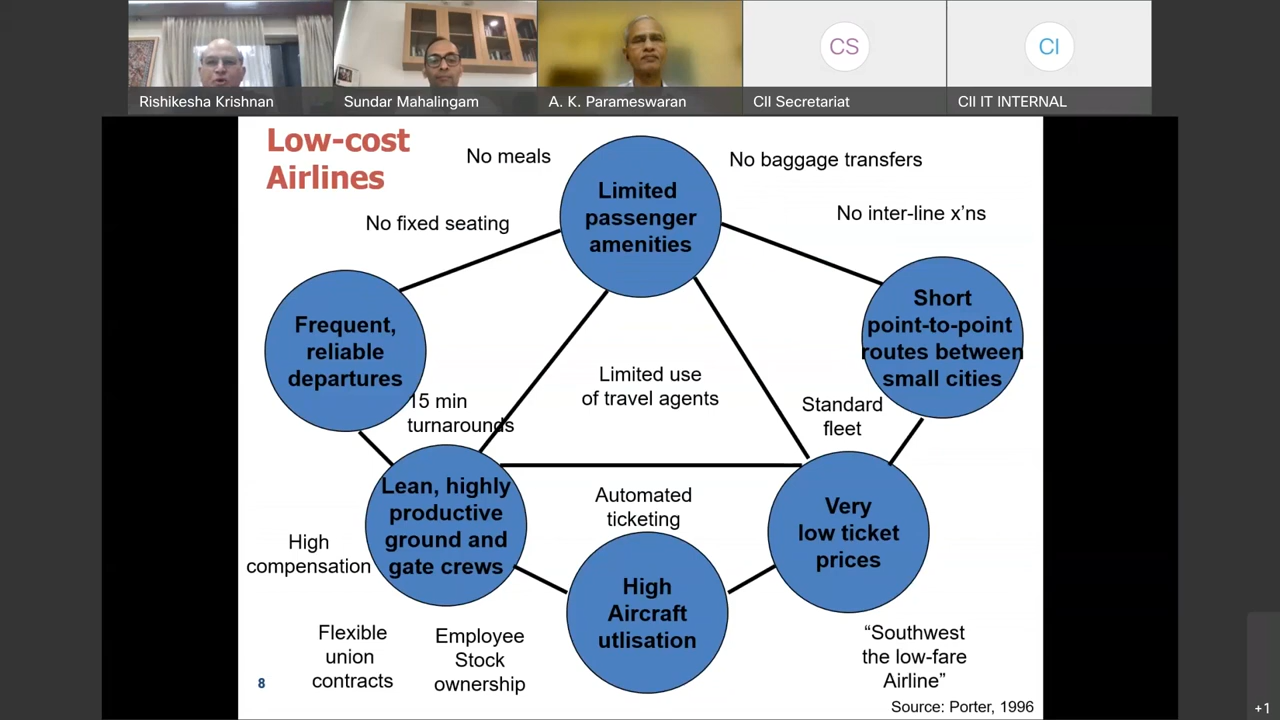 CS
CI
Rishikesha Krishnan
Sundar Mahalingam
A. K. Parameswaran
CII Secretariat
CII IT INTERNAL
Low-cost
Airlines
No meals
No baggage transfers
Limited
passenger
amenities
No fixed seating
No inter-line x'ns
Frequent,
reliable
departures
Short
point-to-point
routes between
small cities
15 min
turnarounds
Limited use
of travel agents
Standard
fleet
Lean, highly
productive
ground and
gate crews
Automated
ticketing
Very
low ticket
prices
High
compensation
High
Aircraft
utlisation
Flexible
union
contracts
Employee
Stock
ownership
“Southwest
the low-fare
Airline”
8
Source: Porter, 1996
+1